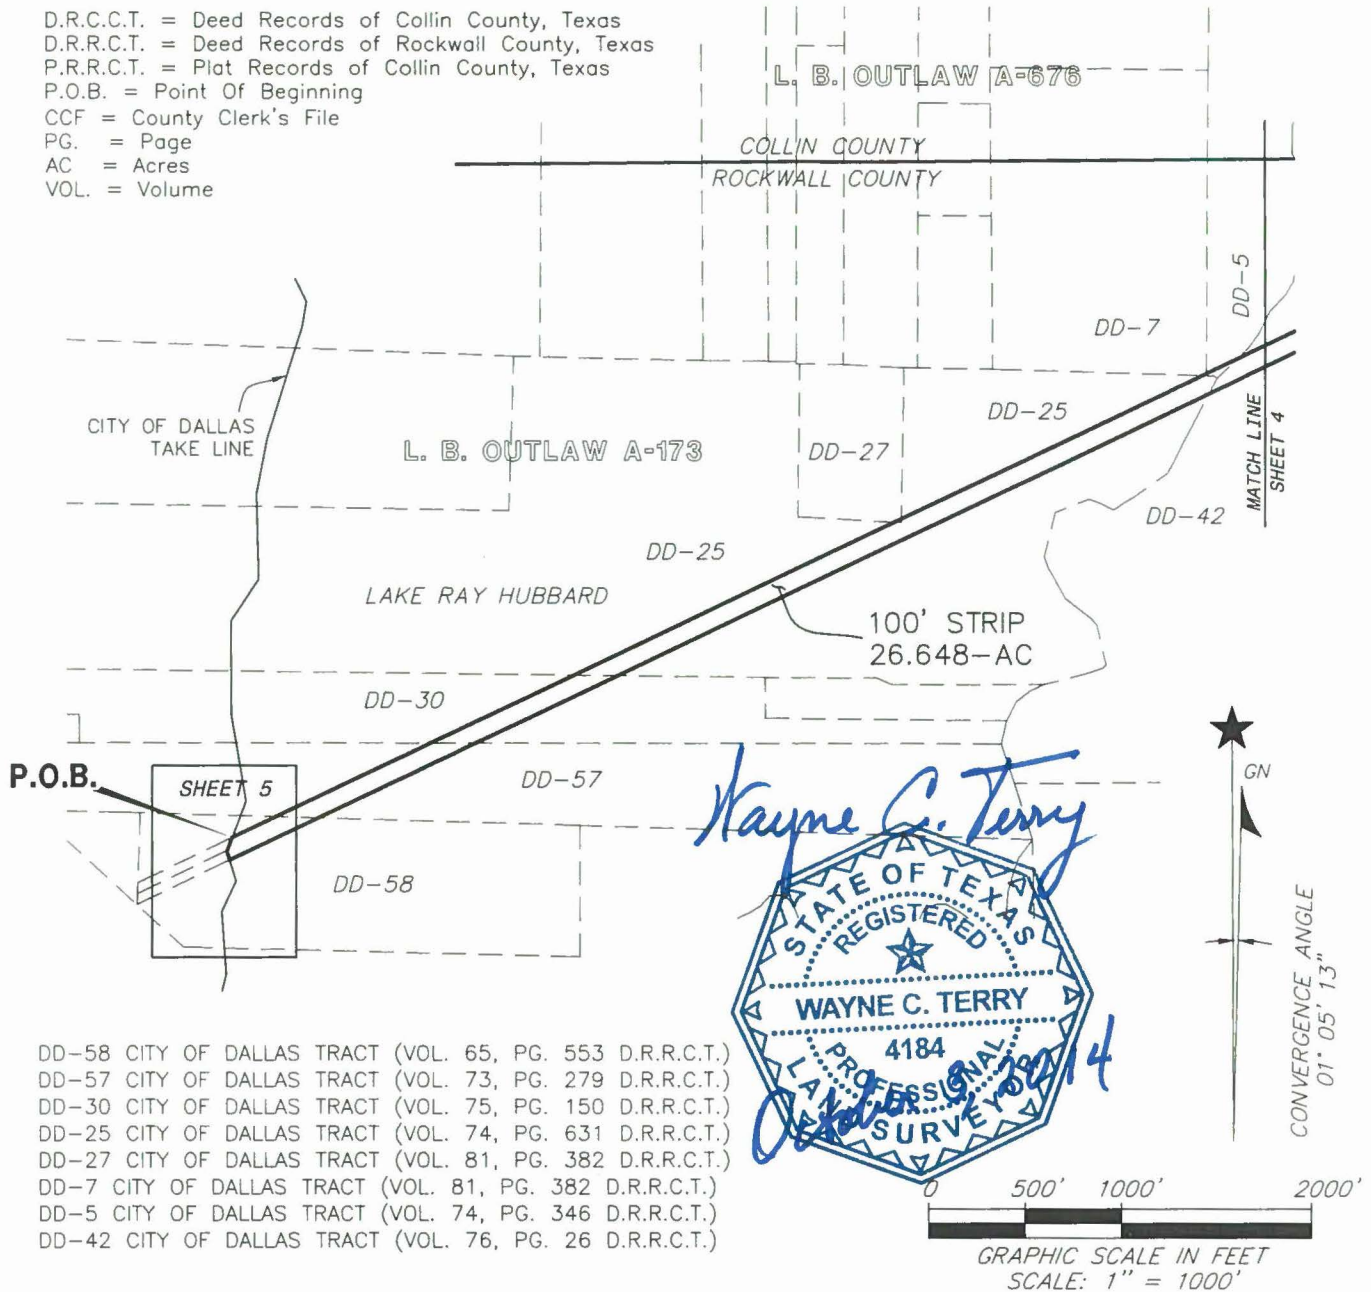 D.R.C.C.T. = Deed Records of Collin County, Texas
D.R.R.C.T. = Deed Records of Rockwall County, Texas
P.R.R.C.T. = Plat Records of Collin County, Texas
P.O.B. = Point Of Beginning
CCF = County Clerk's File
PG. = Page
AC = Acres
VOL. = Volume
L. B. OUTLAW A-676
COLLIN COUNTY
ROCKWALL COUNTY
DD-5
DD-7
CITY OF DALLAS
TAKE LINE
L. B. OUTLAW A-173
DD-27
DD-25
MATCH LINE
SHEET 4
DD-42
DD-25
LAKE RAY HUBBARD
100' STRIP
26.648-AC
DD-30
P.O.B.
SHEET 5
DD-57
GN
Wayne C. Terry
DD-58
STATE OF TEXAS
REGISTERED
WAYNE C. TERRY
4184
PROFESSIONAL
LAND SURVEYOR
October 8, 2014
CONVERGENCE ANGLE
01° 05' 13"
DD-58 CITY OF DALLAS TRACT (VOL. 65, PG. 553 D.R.R.C.T.)
DD-57 CITY OF DALLAS TRACT (VOL. 73, PG. 279 D.R.R.C.T.)
DD-30 CITY OF DALLAS TRACT (VOL. 75, PG. 150 D.R.R.C.T.)
DD-25 CITY OF DALLAS TRACT (VOL. 74, PG. 631 D.R.R.C.T.)
DD-27 CITY OF DALLAS TRACT (VOL. 81, PG. 382 D.R.R.C.T.)
DD-7 CITY OF DALLAS TRACT (VOL. 81, PG. 382 D.R.R.C.T.)
DD-5 CITY OF DALLAS TRACT (VOL. 74, PG. 346 D.R.R.C.T.)
DD-42 CITY OF DALLAS TRACT (VOL. 76, PG. 26 D.R.R.C.T.)
0 500' 1000' 2000'
GRAPHIC SCALE IN FEET
SCALE: 1" = 1000'